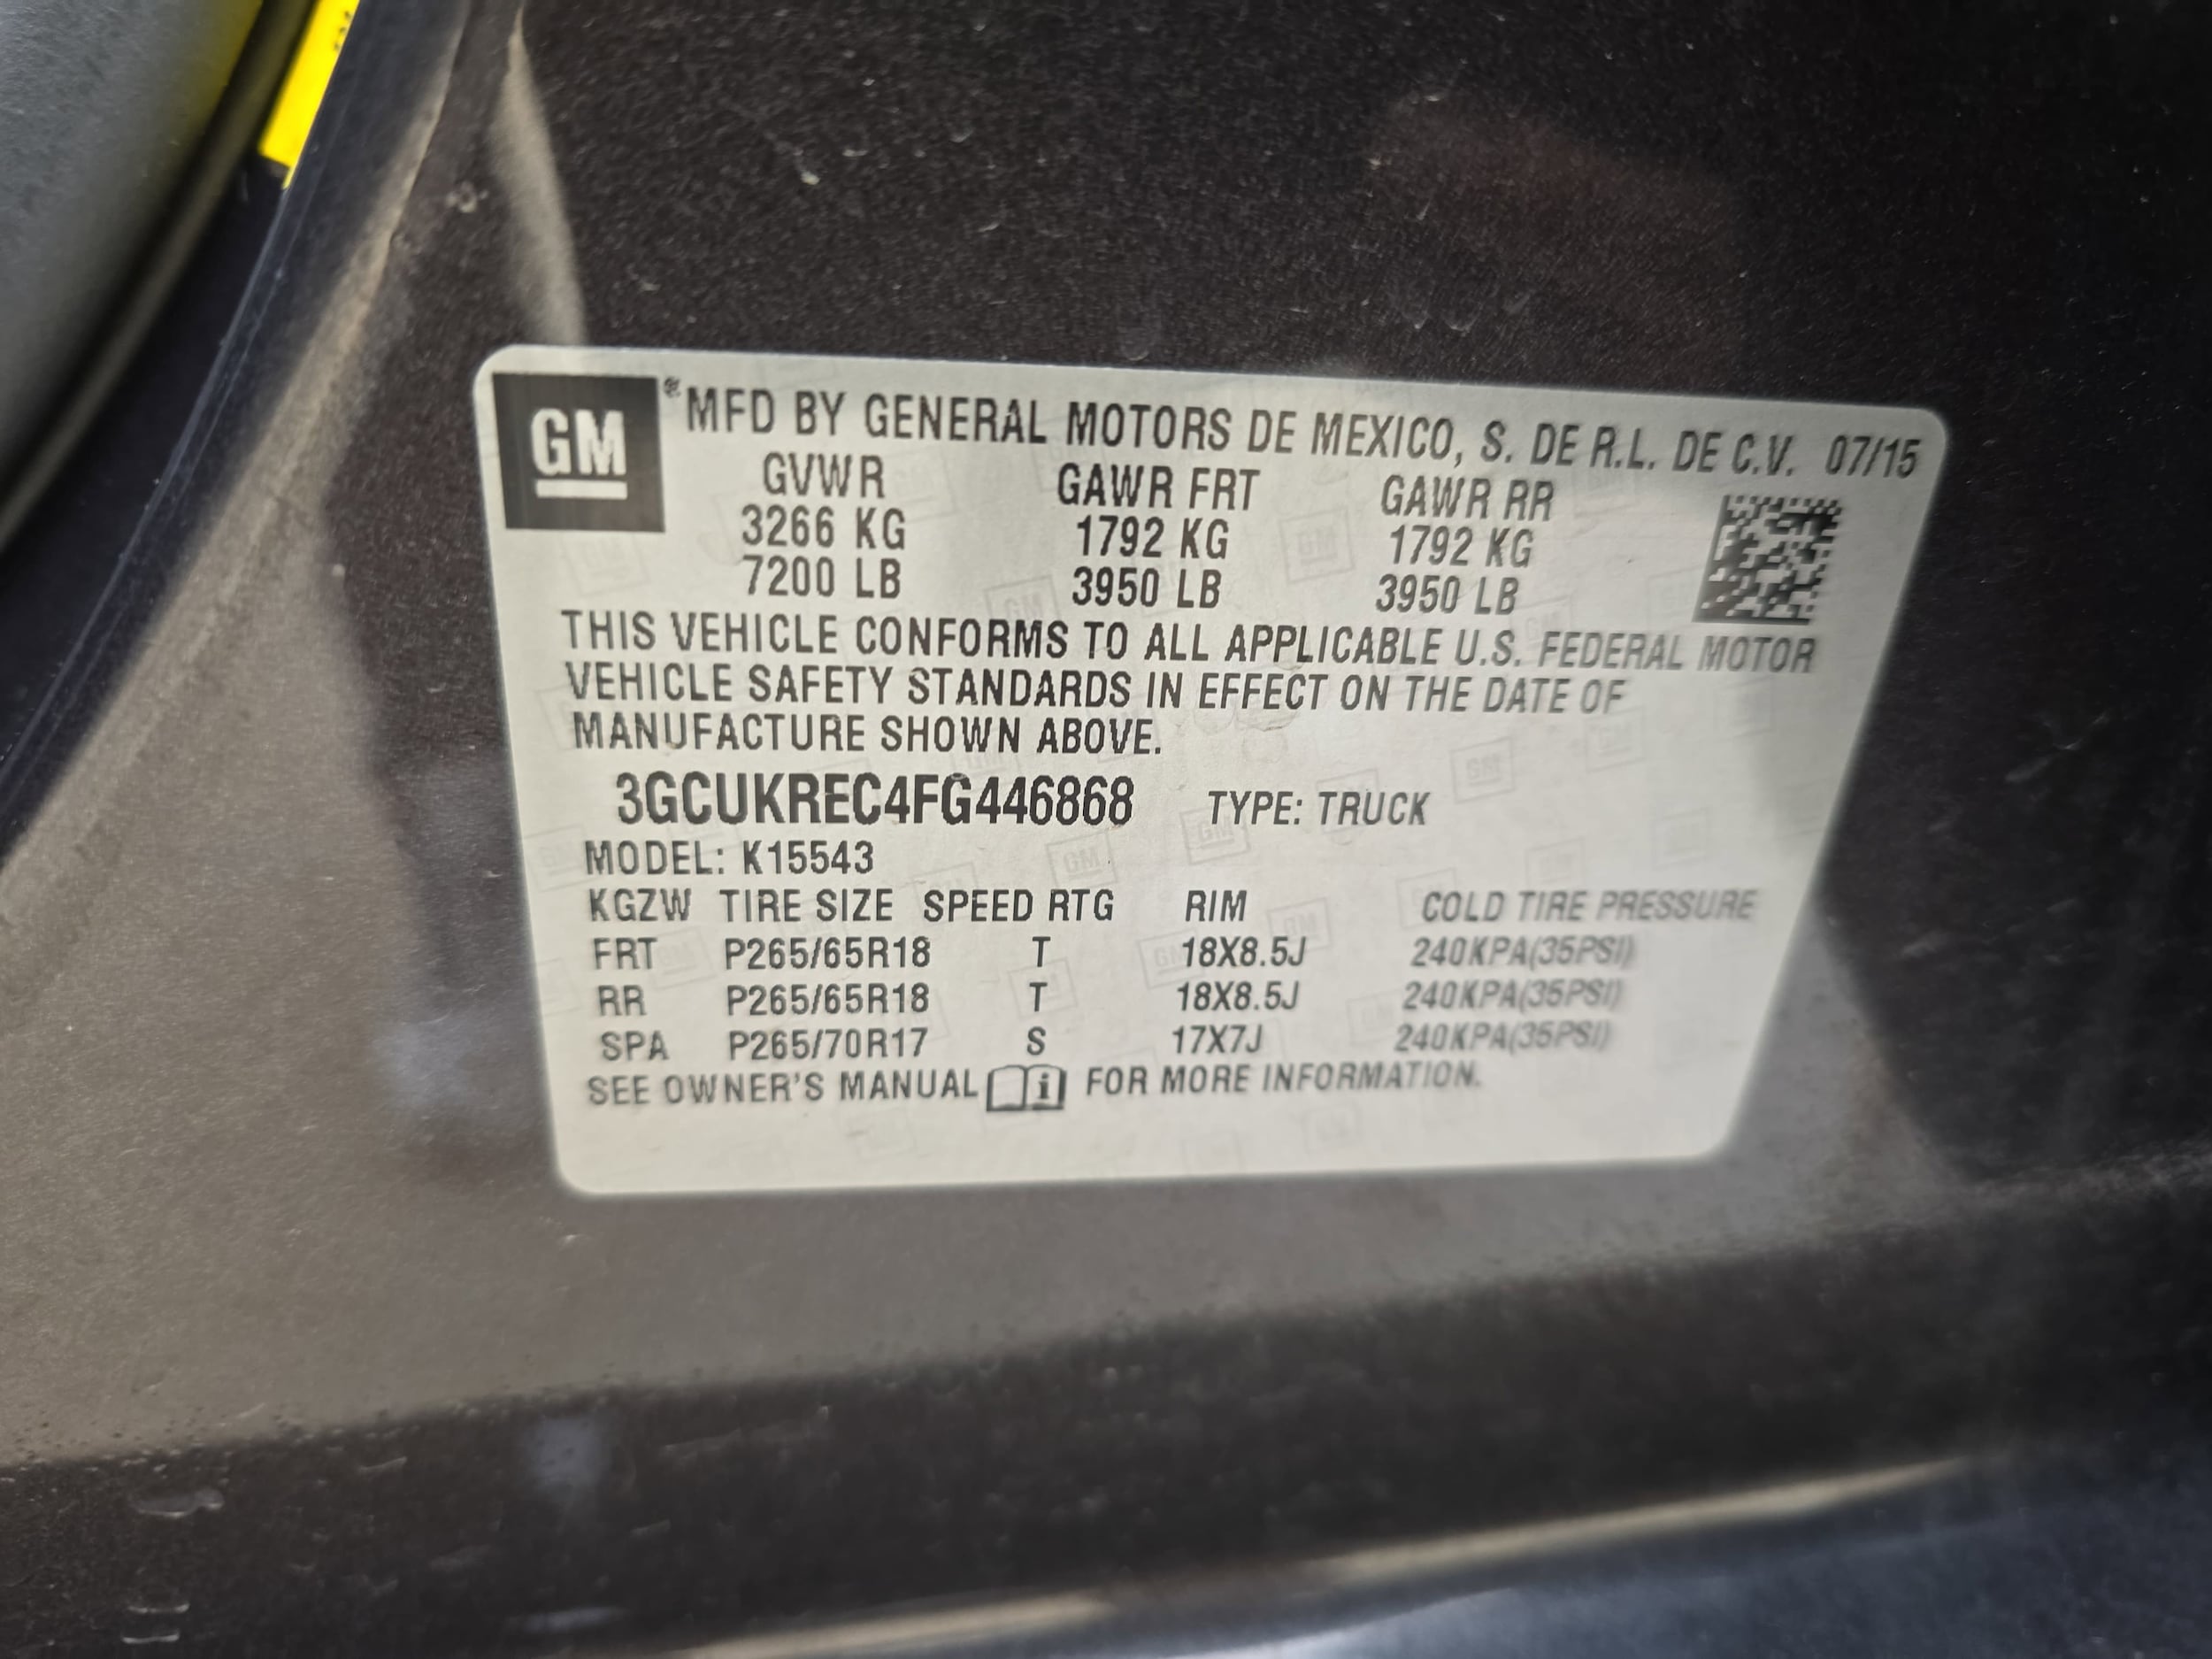 GM ® MFD BY GENERAL MOTORS DE MEXICO, S. DE R.L. DE C.V. 07/15
GVWR GAWR FRT GAWR RR
3266 KG 1792 KG 1792 KG
7200 LB 3950 LB 3950 LB
THIS VEHICLE CONFORMS TO ALL APPLICABLE U.S. FEDERAL MOTOR
VEHICLE SAFETY STANDARDS IN EFFECT ON THE DATE OF
MANUFACTURE SHOWN ABOVE.
3GCUKREC4FG446868 TYPE: TRUCK
MODEL: K15543
KGZW TIRE SIZE SPEED RTG RIM COLD TIRE PRESSURE
FRT P265/65R18 T 18X8.5J 240KPA(35PSI)
RR P265/65R18 T 18X8.5J 240KPA(35PSI)
SPA P265/70R17 S 17X7J 240KPA(35PSI)
SEE OWNER'S MANUAL i FOR MORE INFORMATION.